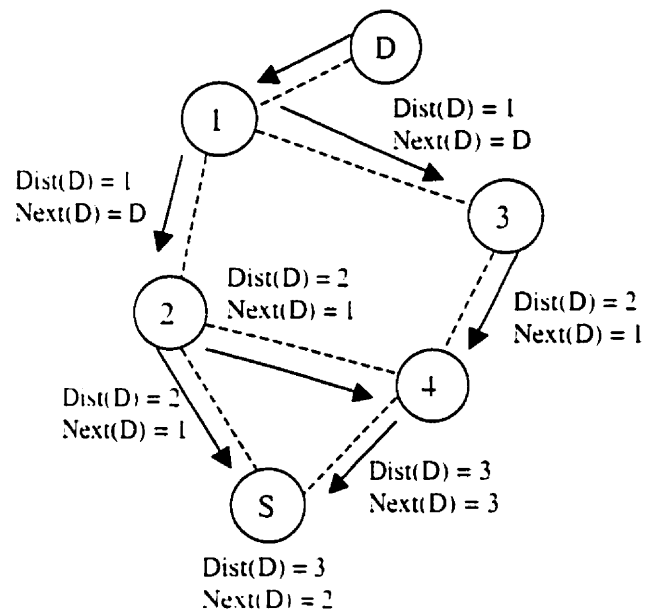 D
1
Dist(D) = 1
Next(D) = D
Dist(D) = 1
Next(D) = D
3
2
Dist(D) = 2
Next(D) = 1
Dist(D) = 2
Next(D) = 1
4
Dist(D) = 2
Next(D) = 1
Dist(D) = 3
Next(D) = 3
S
Dist(D) = 3
Next(D) = 2